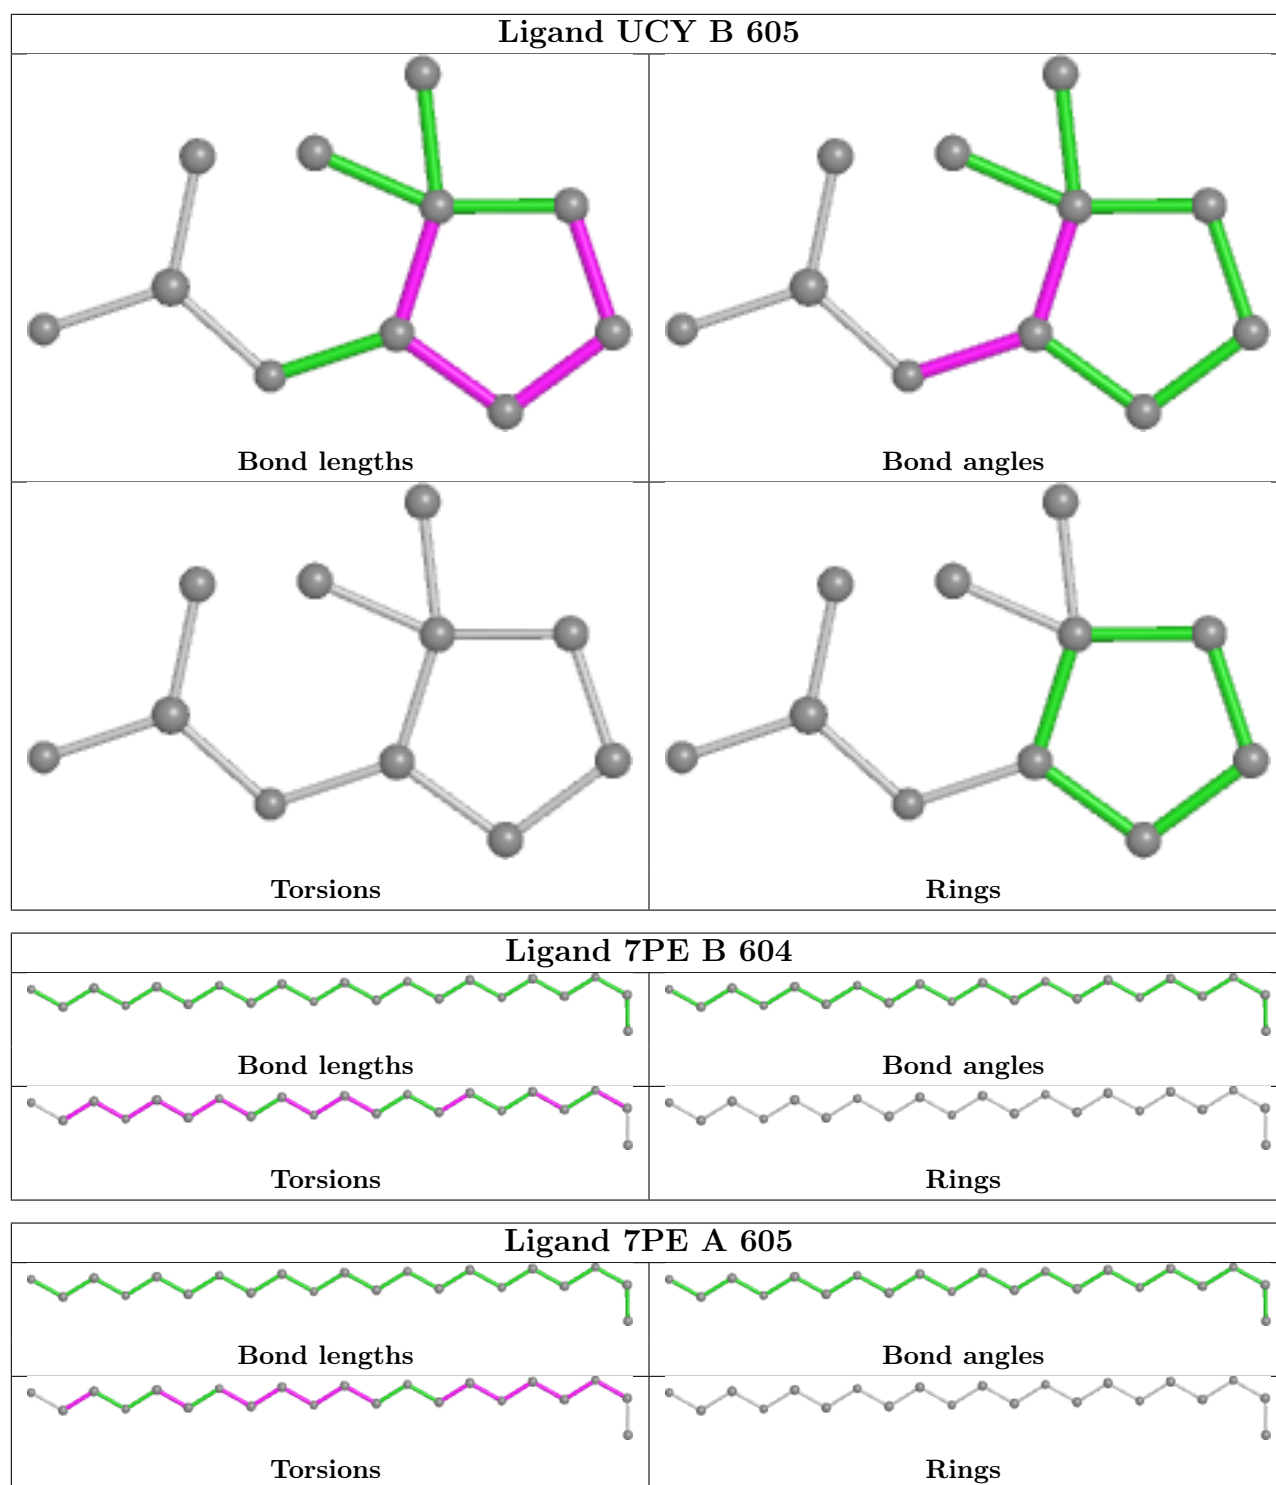 Ligand UCY B 605
Bond lengths
Bond angles
Torsions
Rings
Ligand 7PE B 604
Bond lengths
Bond angles
Torsions
Rings
Ligand 7PE A 605
Bond lengths
Bond angles
Torsions
Rings